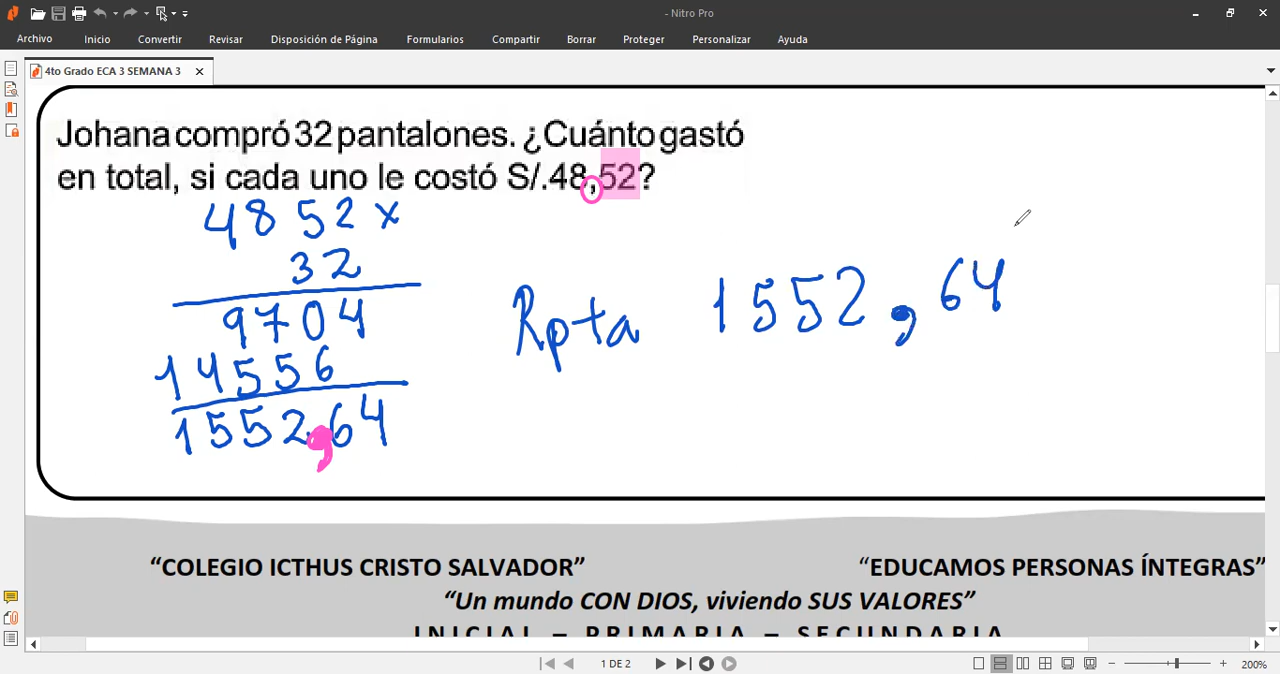 - Nitro Pro
Archivo Inicio Convertir Revisar Disposición de Página Formularios Compartir Borrar Proteger Personalizar Ayuda
4to Grado ECA 3 SEMANA 3
Johana compró 32 pantalones. ¿Cuánto gastó
en total, si cada uno le costó S/.48,52?
4852 x
32
9704
14556
1552,64
Rpta 1552,64
“COLEGIO ICTHUS CRISTO SALVADOR” “EDUCAMOS PERSONAS ÍNTEGRAS”
“Un mundo CON DIOS, viviendo SUS VALORES”
INICIAL – PRIMARIA – SECUNDARIA
1 DE 2
200%